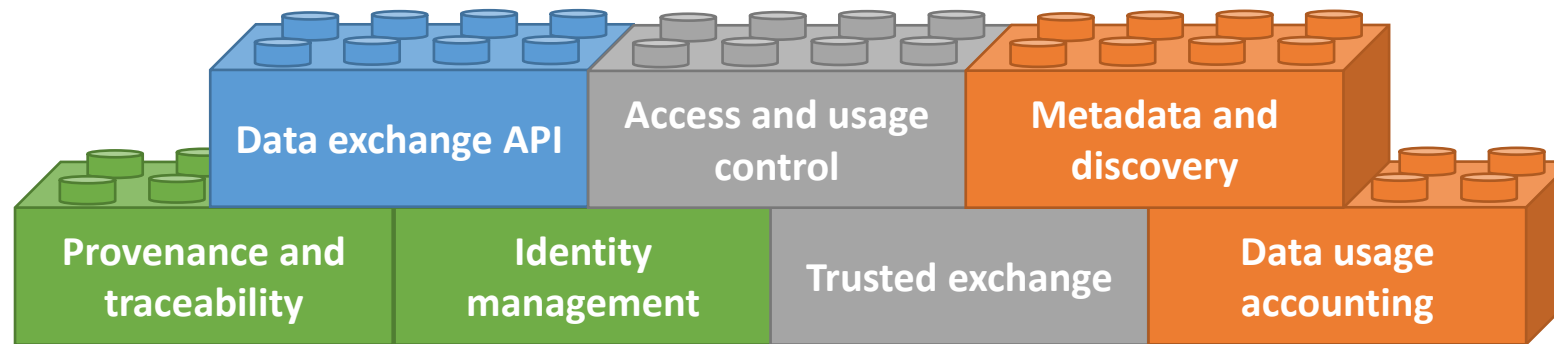 Data exchange API
Access and usage
control
Metadata and
discovery
Provenance and
traceability
Identity
management
Trusted exchange
Data usage
accounting